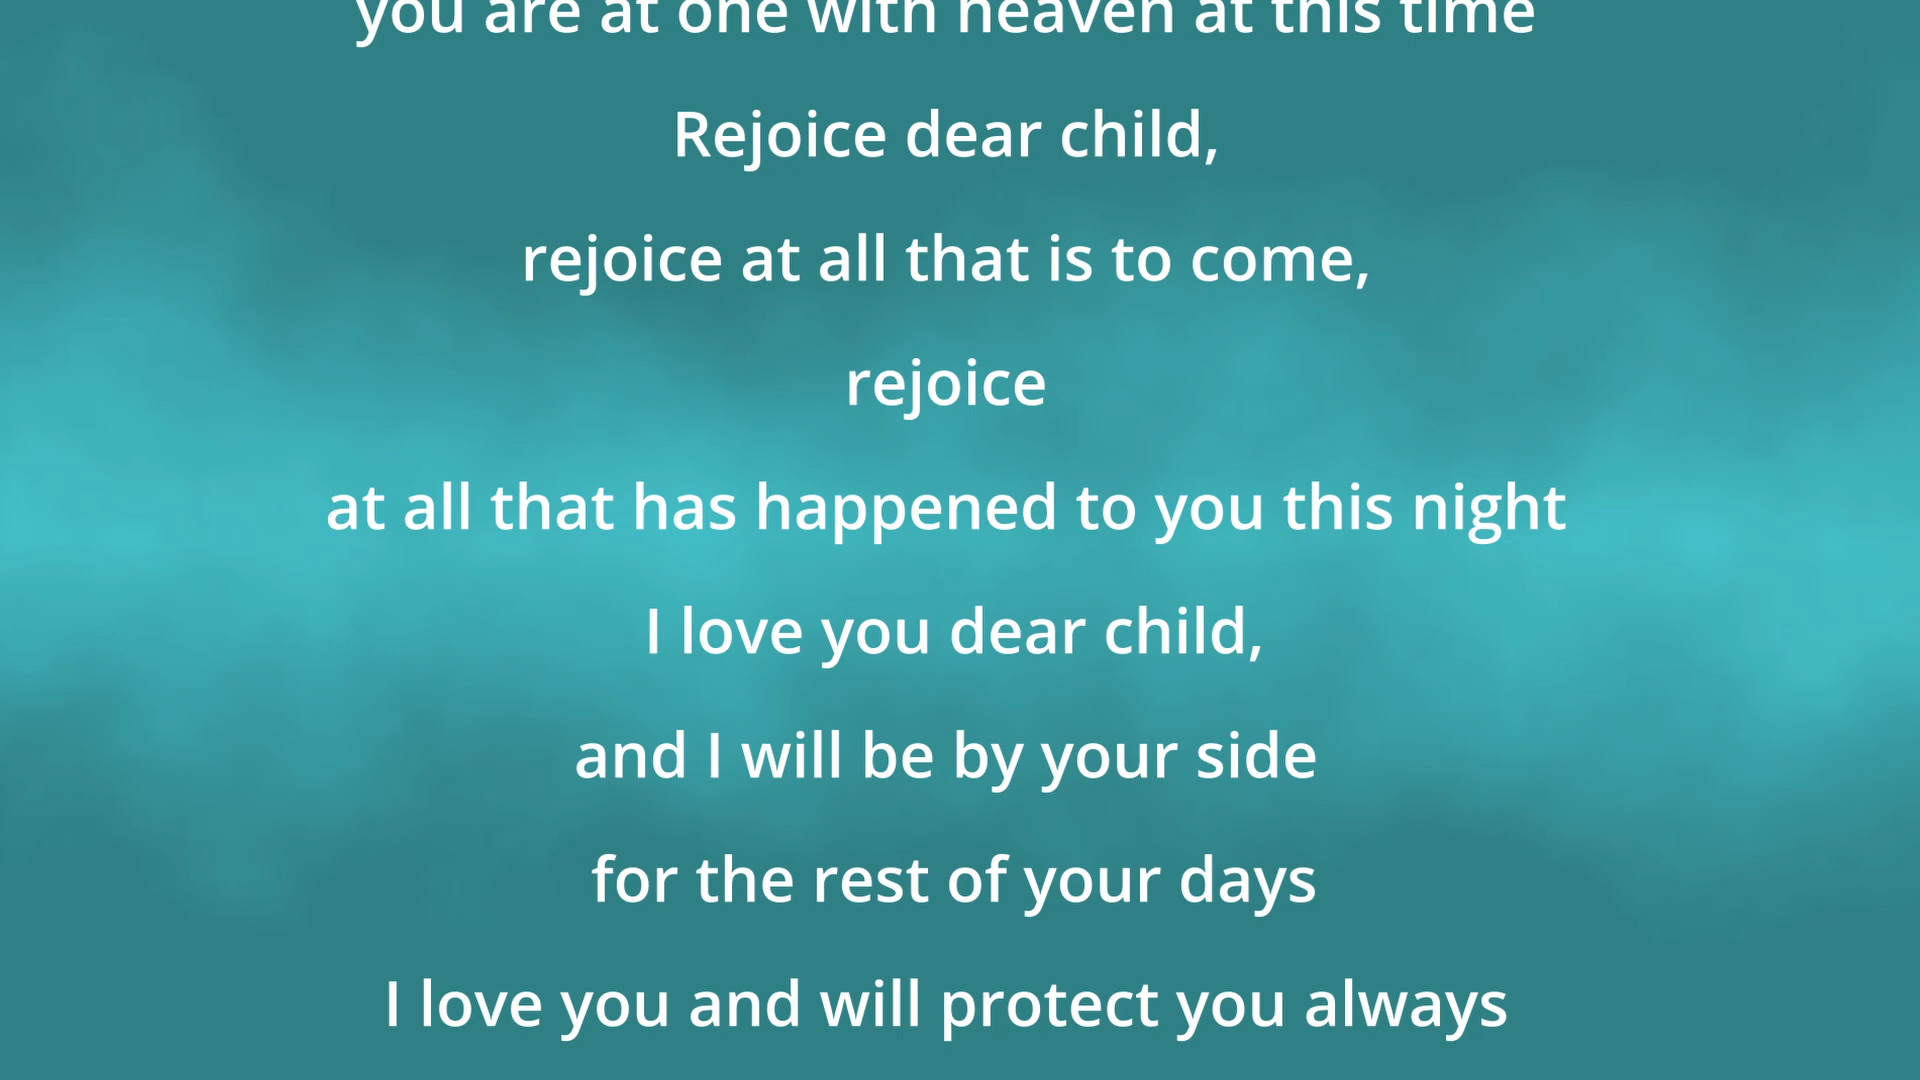 you are at one with heaven at this time
Rejoice dear child,
rejoice at all that is to come,
rejoice
at all that has happened to you this night
I love you dear child,
and I will be by your side
for the rest of your days
I love you and will protect you always